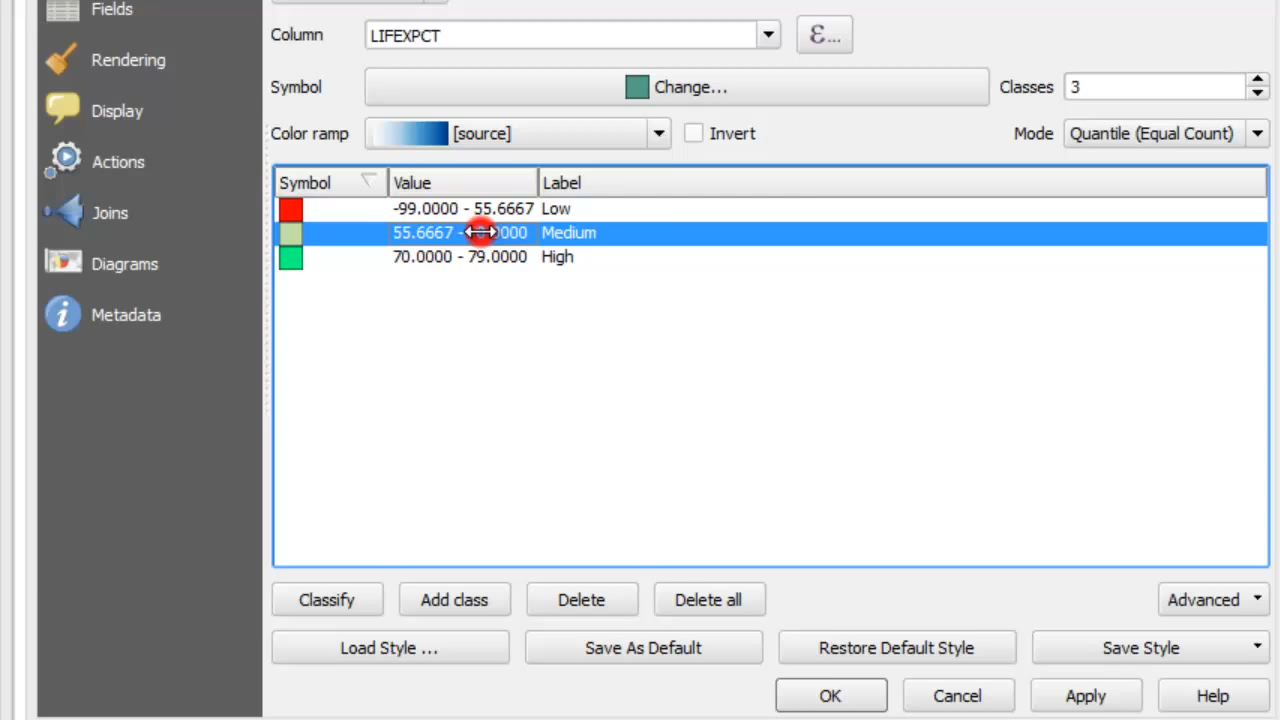 Fields
Column LIFEXPCT ε...
Rendering
Symbol Change... Classes 3
Display
Color ramp [source] Invert Mode Quantile (Equal Count)
Actions
Symbol Value Label
Joins
-99.0000 - 55.6667 Low
55.6667 - 0000 Medium
Diagrams
70.0000 - 79.0000 High
Metadata
Classify Add class Delete Delete all Advanced
Load Style ... Save As Default Restore Default Style Save Style
OK Cancel Apply Help